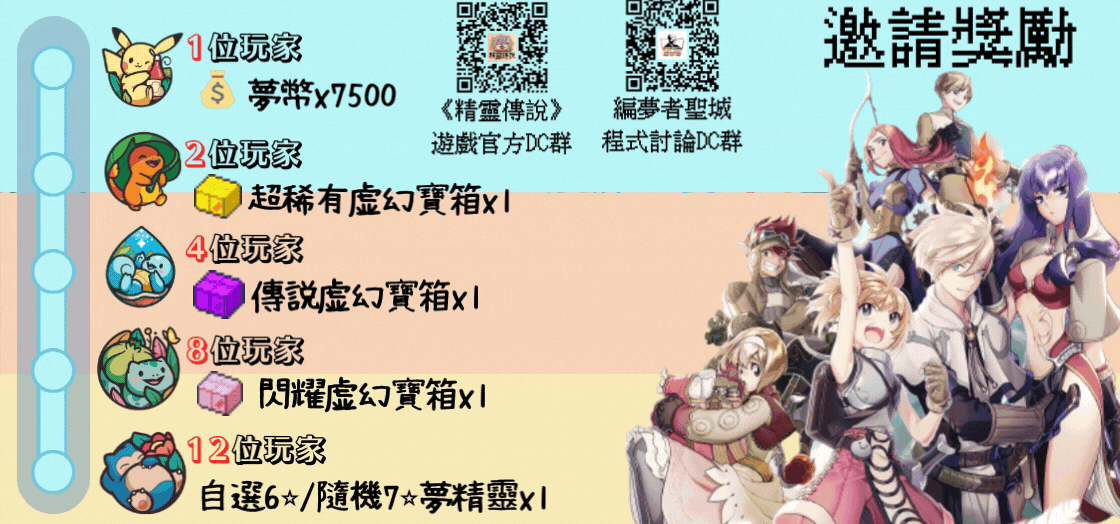 邀請獎勵
1位玩家
夢幣x7500
2位玩家
超稀有虛幻寶箱x1
4位玩家
傳說虛幻寶箱x1
8位玩家
閃耀虛幻寶箱x1
12位玩家
自選6☆/隨機7☆夢精靈x1
《精靈傳說》
遊戲官方DC群
編夢者聖城
程式討論DC群